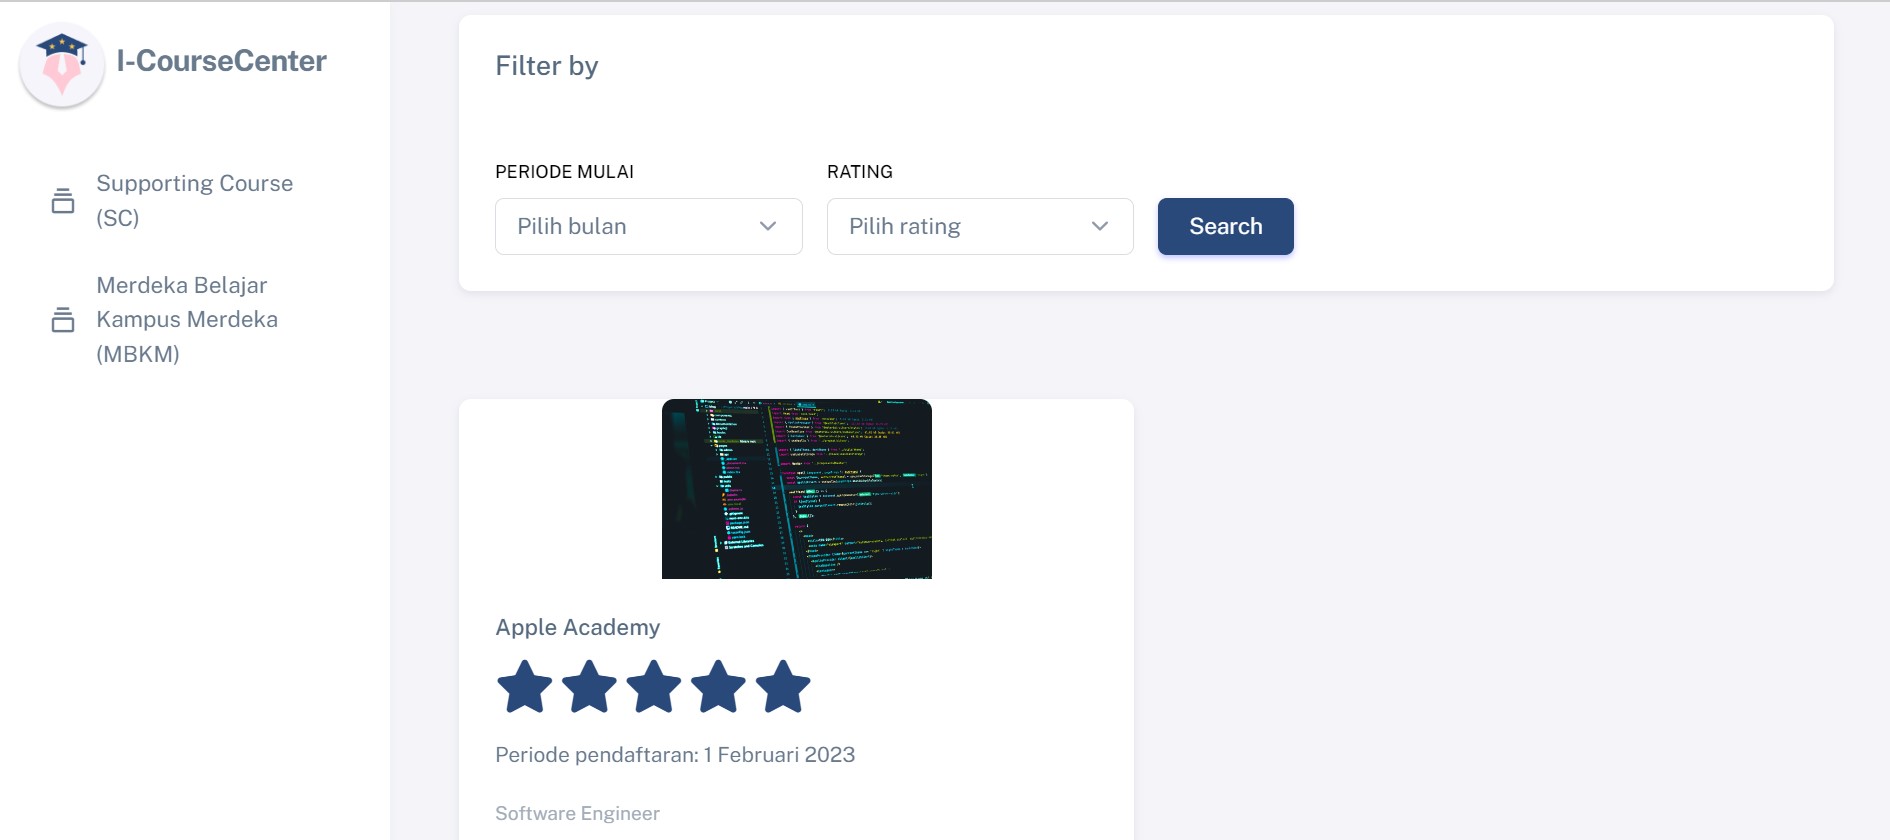 I-CourseCenter
Supporting Course
(SC)
Merdeka Belajar
Kampus Merdeka
(MBKM)
Filter by
PERIODE MULAI
RATING
Pilih bulan
Pilih rating
Search
Apple Academy
Periode pendaftaran: 1 Februari 2023
Software Engineer